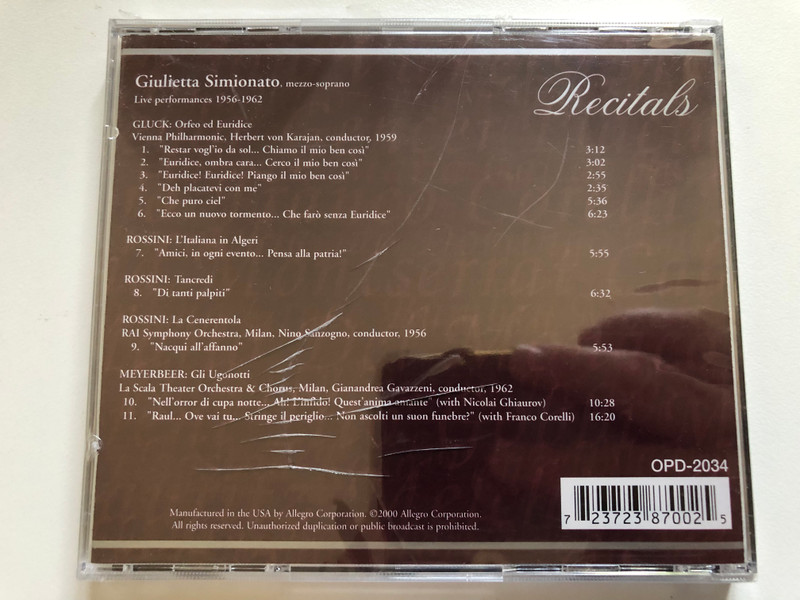 Giulietta Simionato, mezzo-soprano
Live performances 1956-1962
Recitals
GLUCK: Orfeo ed Euridice
Vienna Philharmonic, Herbert von Karajan, conductor, 1959
1. "Restar vogl'io da sol... Chiamo il mio ben così" 3:12
2. "Euridice, ombra cara... Cerco il mio ben così" 3:02
3. "Euridice! Euridice! Piango il mio ben così" 2:55
4. "Deh placatevi con me" 2:35
5. "Che puro ciel" 5:36
6. "Ecco un nuovo tormento... Che farò senza Euridice" 6:23
ROSSINI: L'Italiana in Algeri
7. "Amici, in ogni evento... Pensa alla patria!" 5:55
ROSSINI: Tancredi
8. "Di tanti palpiti" 6:32
ROSSINI: La Cenerentola
RAI Symphony Orchestra, Milan, Nino Sanzogno, conductor, 1956
9. "Nacqui all'affanno" 5:53
MEYERBEER: Gli Ugonotti
La Scala Theater Orchestra & Chorus, Milan, Gianandrea Gavazzeni, conductor, 1962
10. "Nell'orror di cupa notte... Ah! L'infido! Quest'anima amante" (with Nicolai Ghiaurov) 10:28
11. "Raul... Ove vai tu... Stringe il periglio... Non ascolti un suon funebre?" (with Franco Corelli) 16:20
OPD-2034
7 23723 87002 5
Manufactured in the USA by Allegro Corporation. ©2000 Allegro Corporation.
All rights reserved. Unauthorized duplication or public broadcast is prohibited.